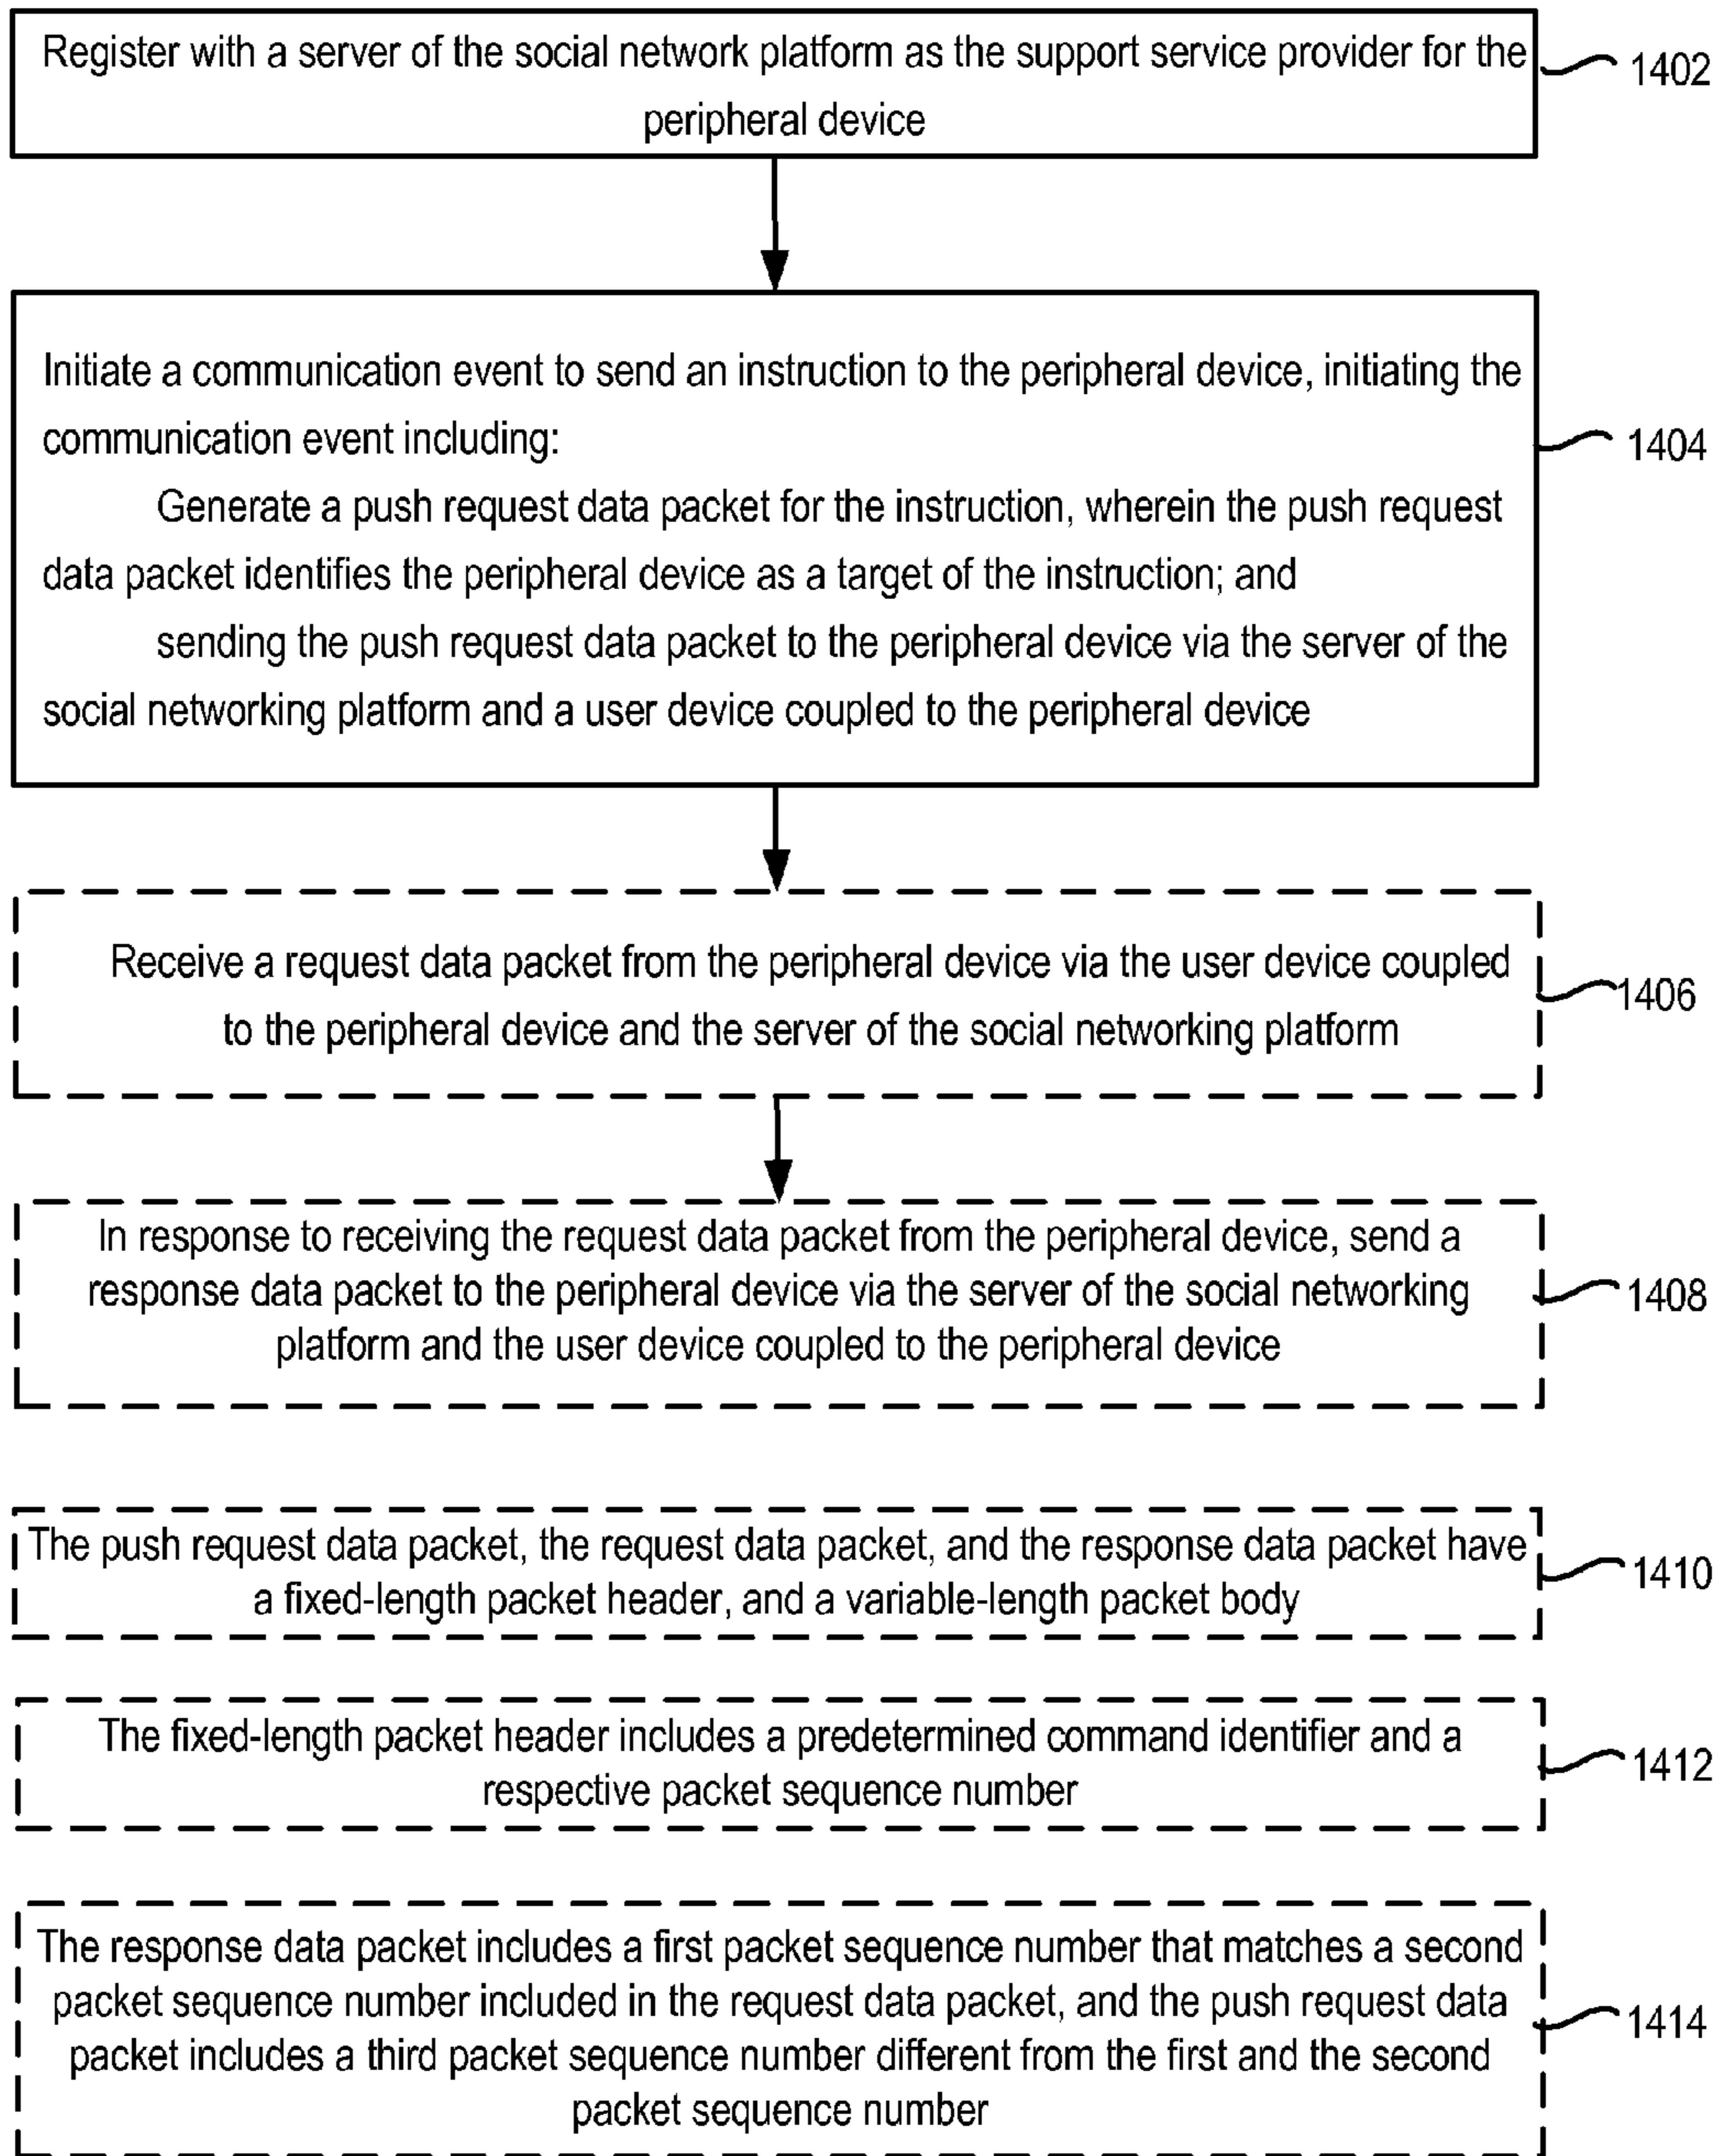 Register with a server of the social network platform as the support service provider for the
peripheral device
1402
Initiate a communication event to send an instruction to the peripheral device, initiating the
communication event including:
Generate a push request data packet for the instruction, wherein the push request
data packet identifies the peripheral device as a target of the instruction; and
sending the push request data packet to the peripheral device via the server of the
social networking platform and a user device coupled to the peripheral device
1404
Receive a request data packet from the peripheral device via the user device coupled
to the peripheral device and the server of the social networking platform
1406
In response to receiving the request data packet from the peripheral device, send a
response data packet to the peripheral device via the server of the social networking
platform and the user device coupled to the peripheral device
1408
The push request data packet, the request data packet, and the response data packet have
a fixed-length packet header, and a variable-length packet body
1410
The fixed-length packet header includes a predetermined command identifier and a
respective packet sequence number
1412
The response data packet includes a first packet sequence number that matches a second
packet sequence number included in the request data packet, and the push request data
packet includes a third packet sequence number different from the first and the second
packet sequence number
1414